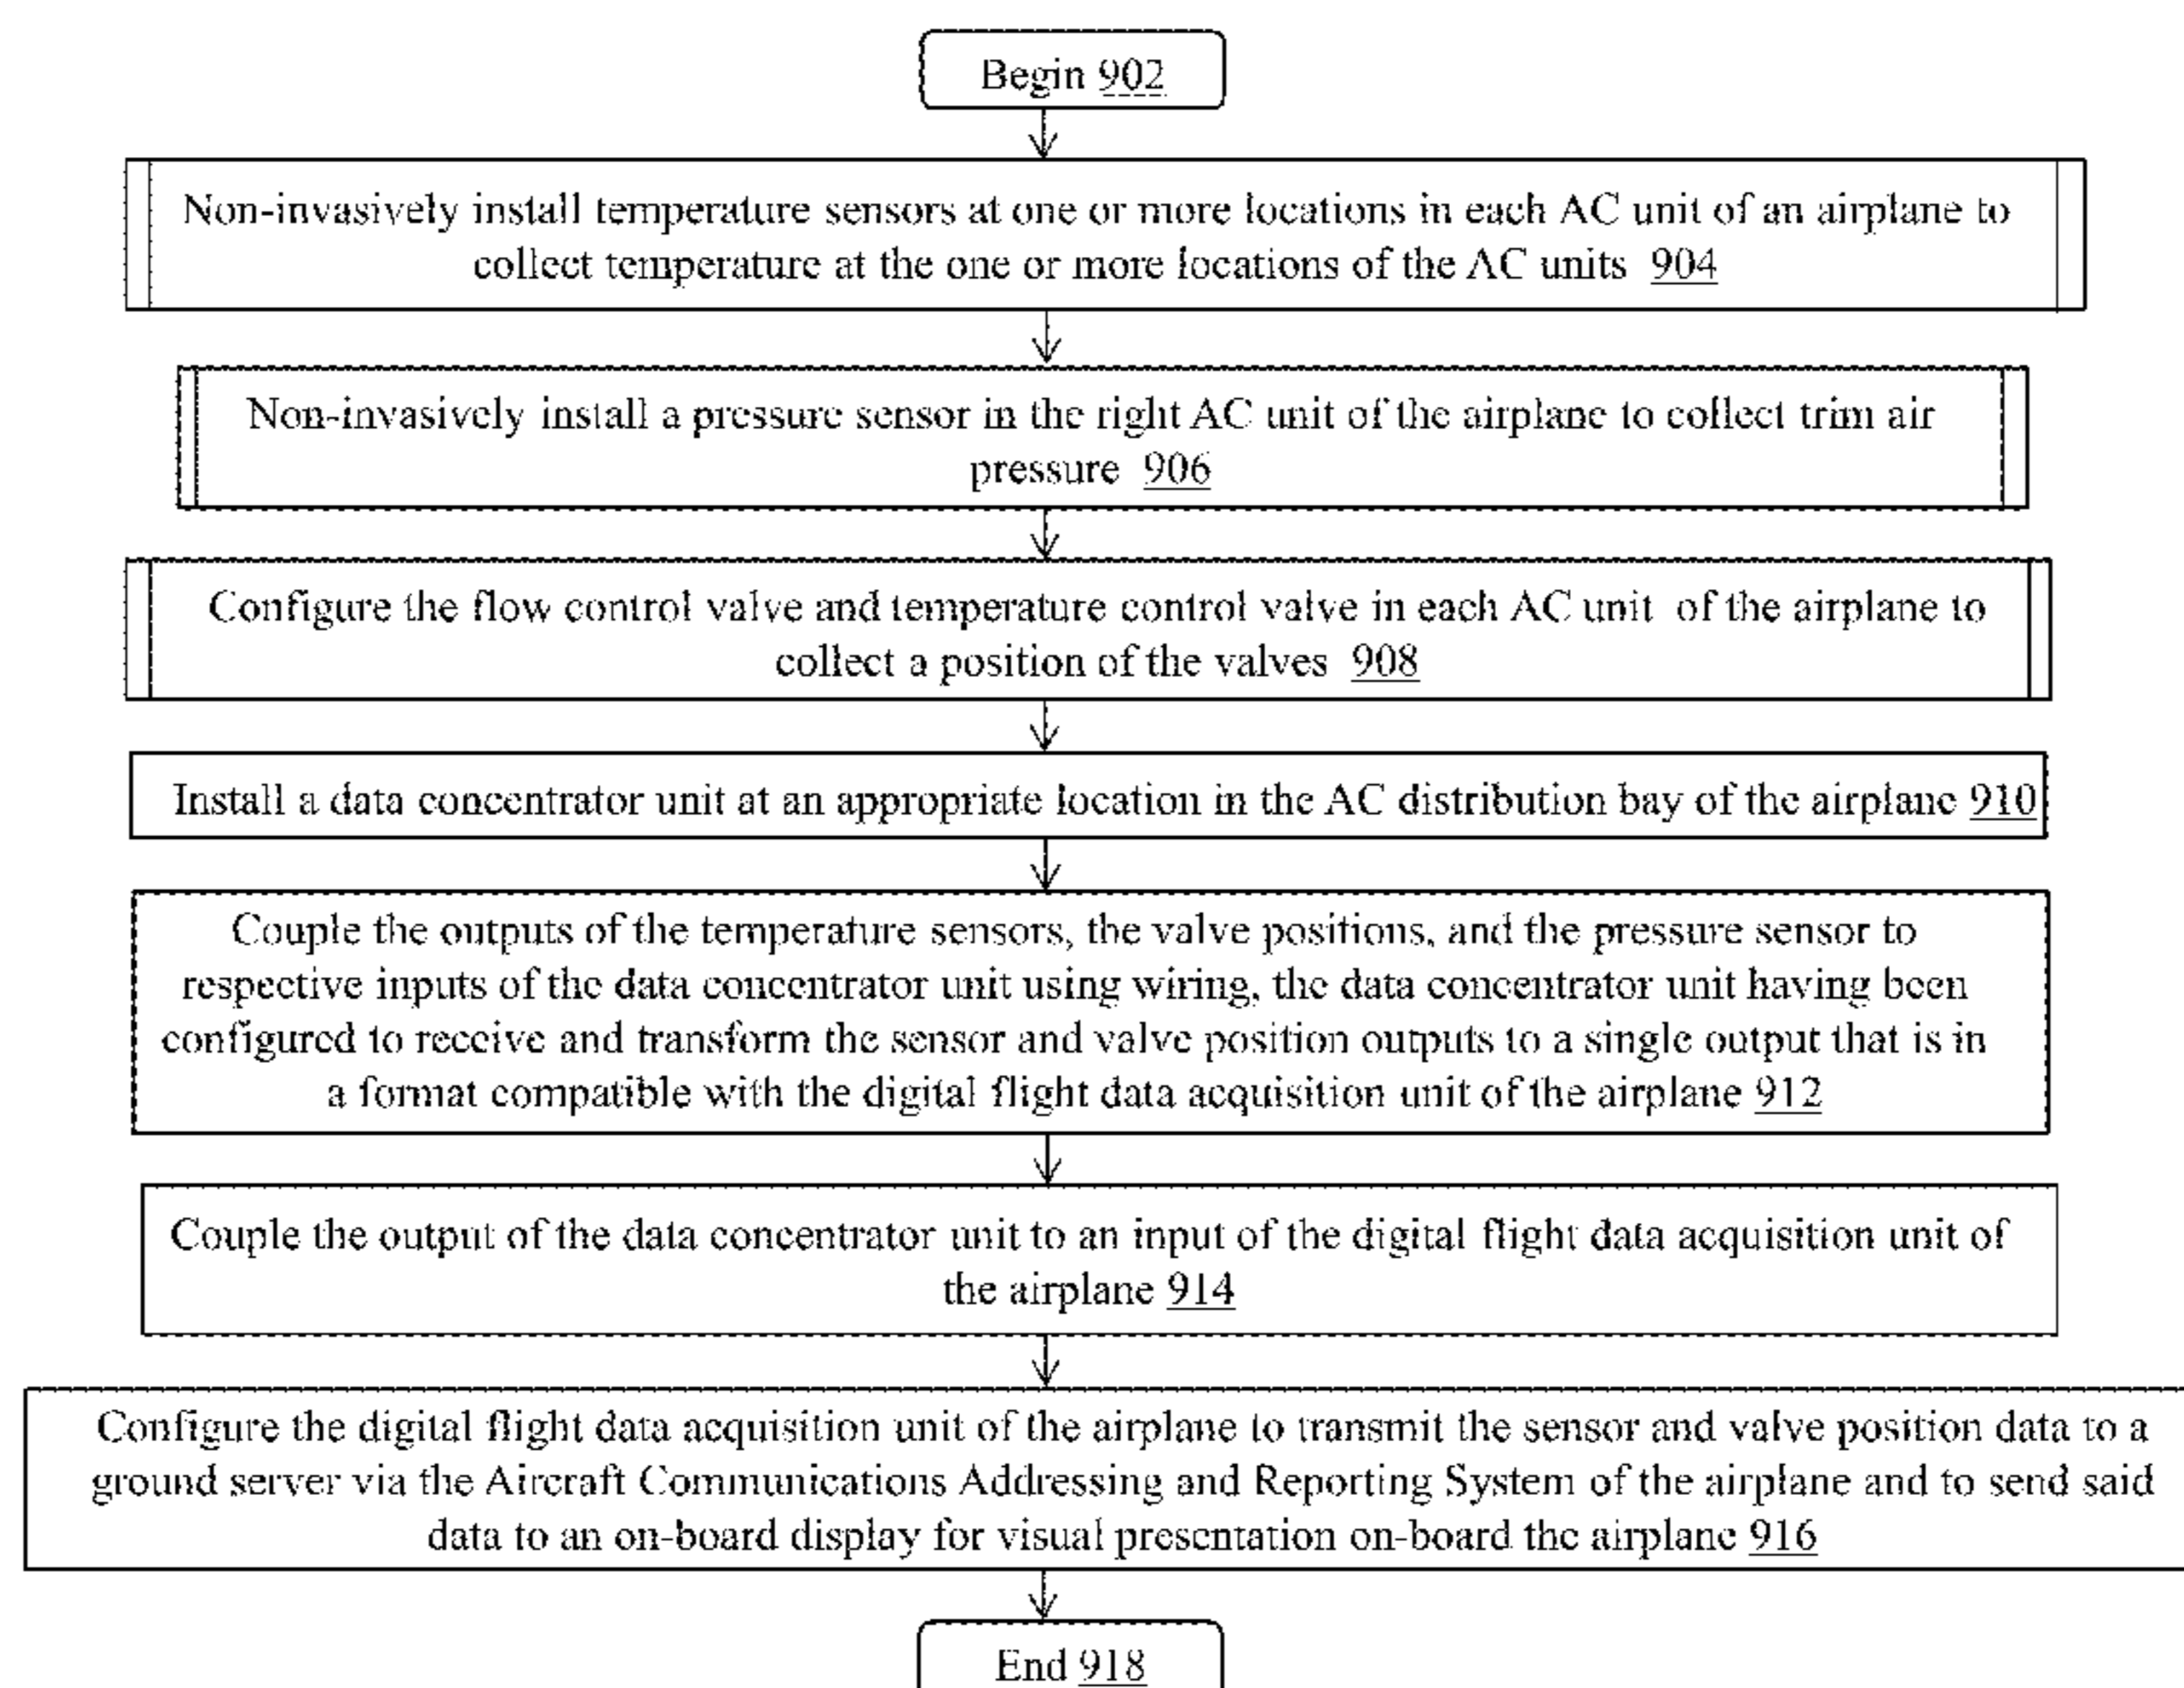 Begin 902
Non-invasively install temperature sensors at one or more locations in each AC unit of an airplane to
collect temperature at the one or more locations of the AC units 904
Non-invasively install a pressure sensor in the right AC unit of the airplane to collect trim air
pressure 906
Configure the flow control valve and temperature control valve in each AC unit of the airplane to
collect a position of the valves 908
Install a data concentrator unit at an appropriate location in the AC distribution bay of the airplane 910
Couple the outputs of the temperature sensors, the valve positions, and the pressure sensor to
respective inputs of the data concentrator unit using wiring, the data concentrator unit having been
configured to receive and transform the sensor and valve position outputs to a single output that is in
a format compatible with the digital flight data acquisition unit of the airplane 912
Couple the output of the data concentrator unit to an input of the digital flight data acquisition unit of
the airplane 914
Configure the digital flight data acquisition unit of the airplane to transmit the sensor and valve position data to a
ground server via the Aircraft Communications Addressing and Reporting System of the airplane and to send said
data to an on-board display for visual presentation on-board the airplane 916
End 918